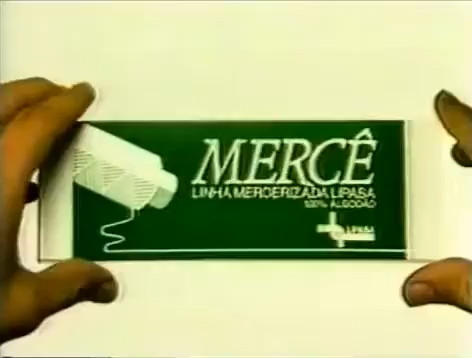 MERCÊ
LINHA MERCERIZADA LIPASA
100% ALGODÃO
LIPASA